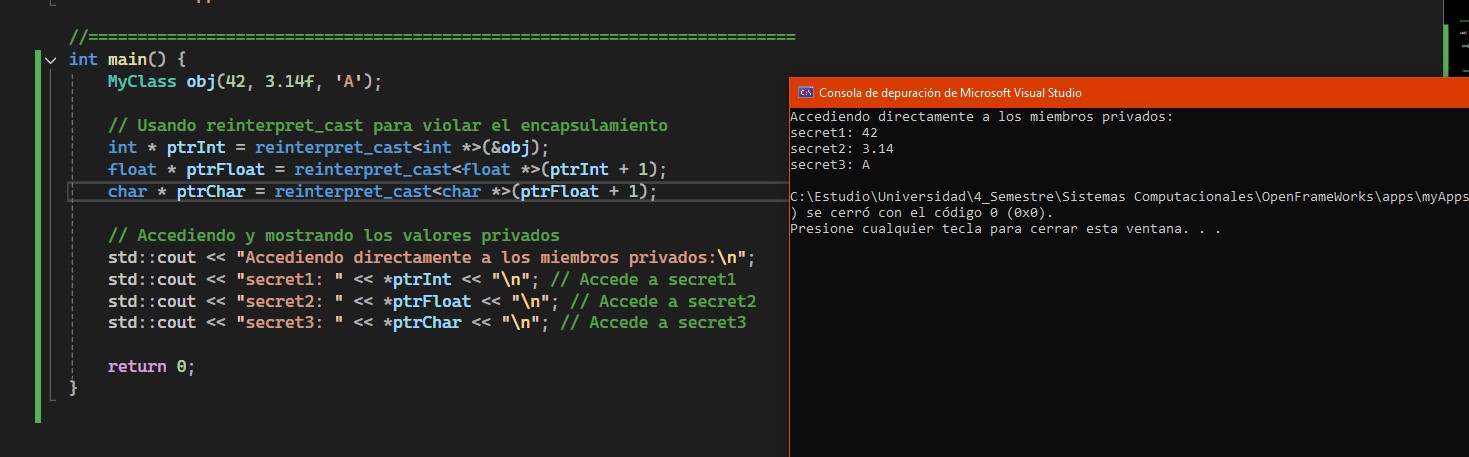 //========================================================================
int main() {
MyClass obj(42, 3.14f, 'A');
// Usando reinterpret_cast para violar el encapsulamiento
int * ptrInt = reinterpret_cast<int *>(&obj);
float * ptrFloat = reinterpret_cast<float *>(ptrInt + 1);
char * ptrChar = reinterpret_cast<char *>(ptrFloat + 1);
// Accediendo y mostrando los valores privados
std::cout << "Accediendo directamente a los miembros privados:\n";
std::cout << "secret1: " << *ptrInt << "\n"; // Accede a secret1
std::cout << "secret2: " << *ptrFloat << "\n"; // Accede a secret2
std::cout << "secret3: " << *ptrChar << "\n"; // Accede a secret3
return 0;
}
Consola de depuración de Microsoft Visual Studio
Accediendo directamente a los miembros privados:
secret1: 42
secret2: 3.14
secret3: A
C:\Estudio\Universidad\4_Semestre\Sistemas Computacionales\OpenFrameWorks\apps\myApps
) se cerró con el código 0 (0x0).
Presione cualquier tecla para cerrar esta ventana. . .